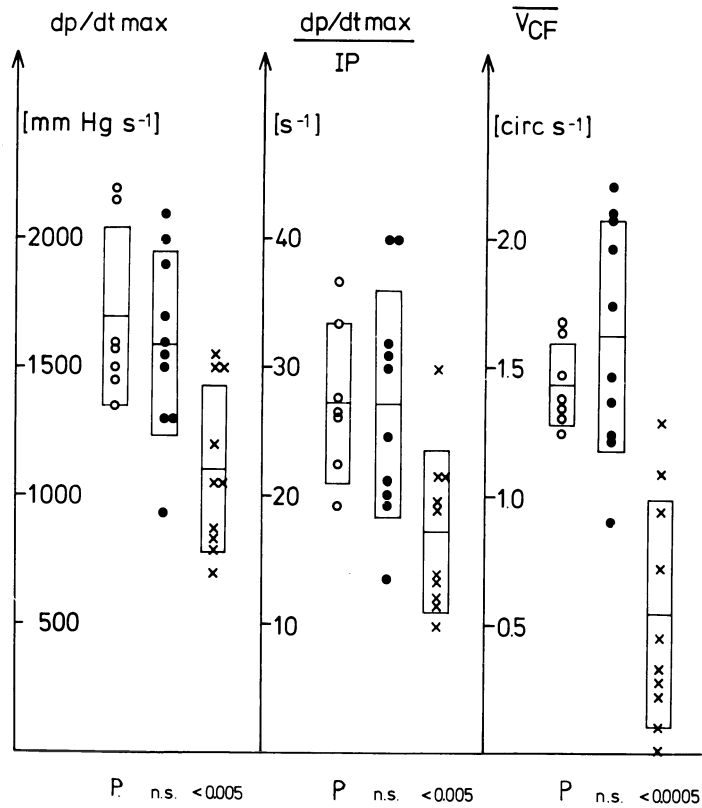 dp/dt max
dp/dt max
IP
V̅C̅F̅
[mm Hg s⁻¹]
[s⁻¹]
[circ s⁻¹]
2000
40
2.0
1500
30
1.5
1000
20
1.0
500
10
0.5
P. n.s. <0.005
P n.s. <0.005
P n.s. <0.0005